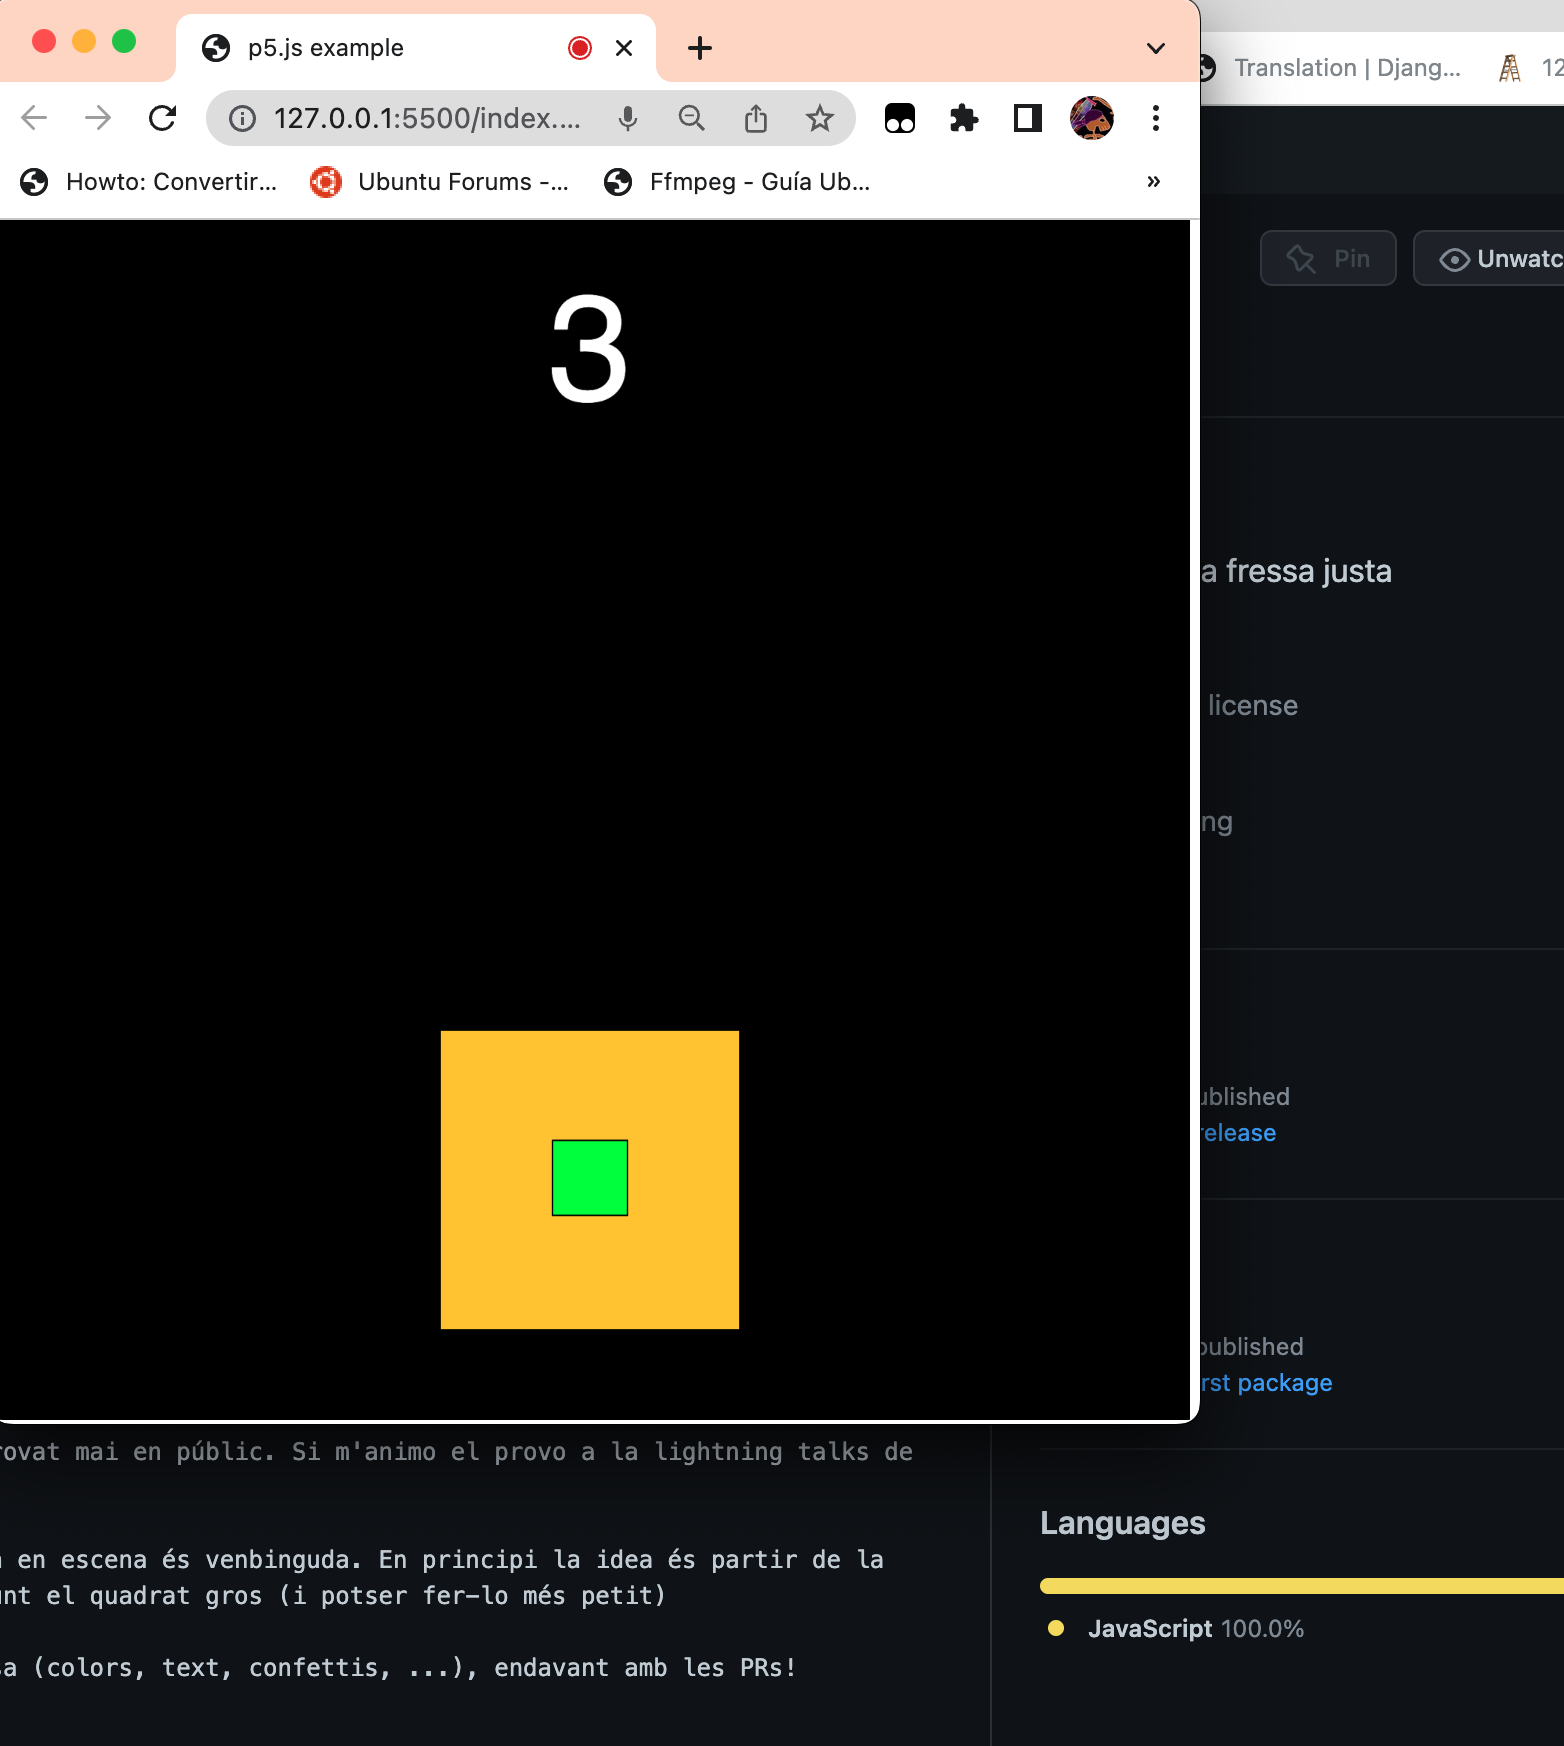 p5.js example
Translation | Djang...
12
127.0.0.1:5500/index....
Howto: Convertir...
Ubuntu Forums -...
Ffmpeg - Guía Ub...
»
3
Pin
Unwatc
a fressa justa
license
ng
ublished
release
published
rst package
ovat mai en públic. Si m'animo el provo a la lightning talks de
en escena és venbinguda. En principi la idea és partir de la
unt el quadrat gros (i potser fer-lo més petit)
sa (colors, text, confettis, ...), endavant amb les PRs!
Languages
JavaScript 100.0%